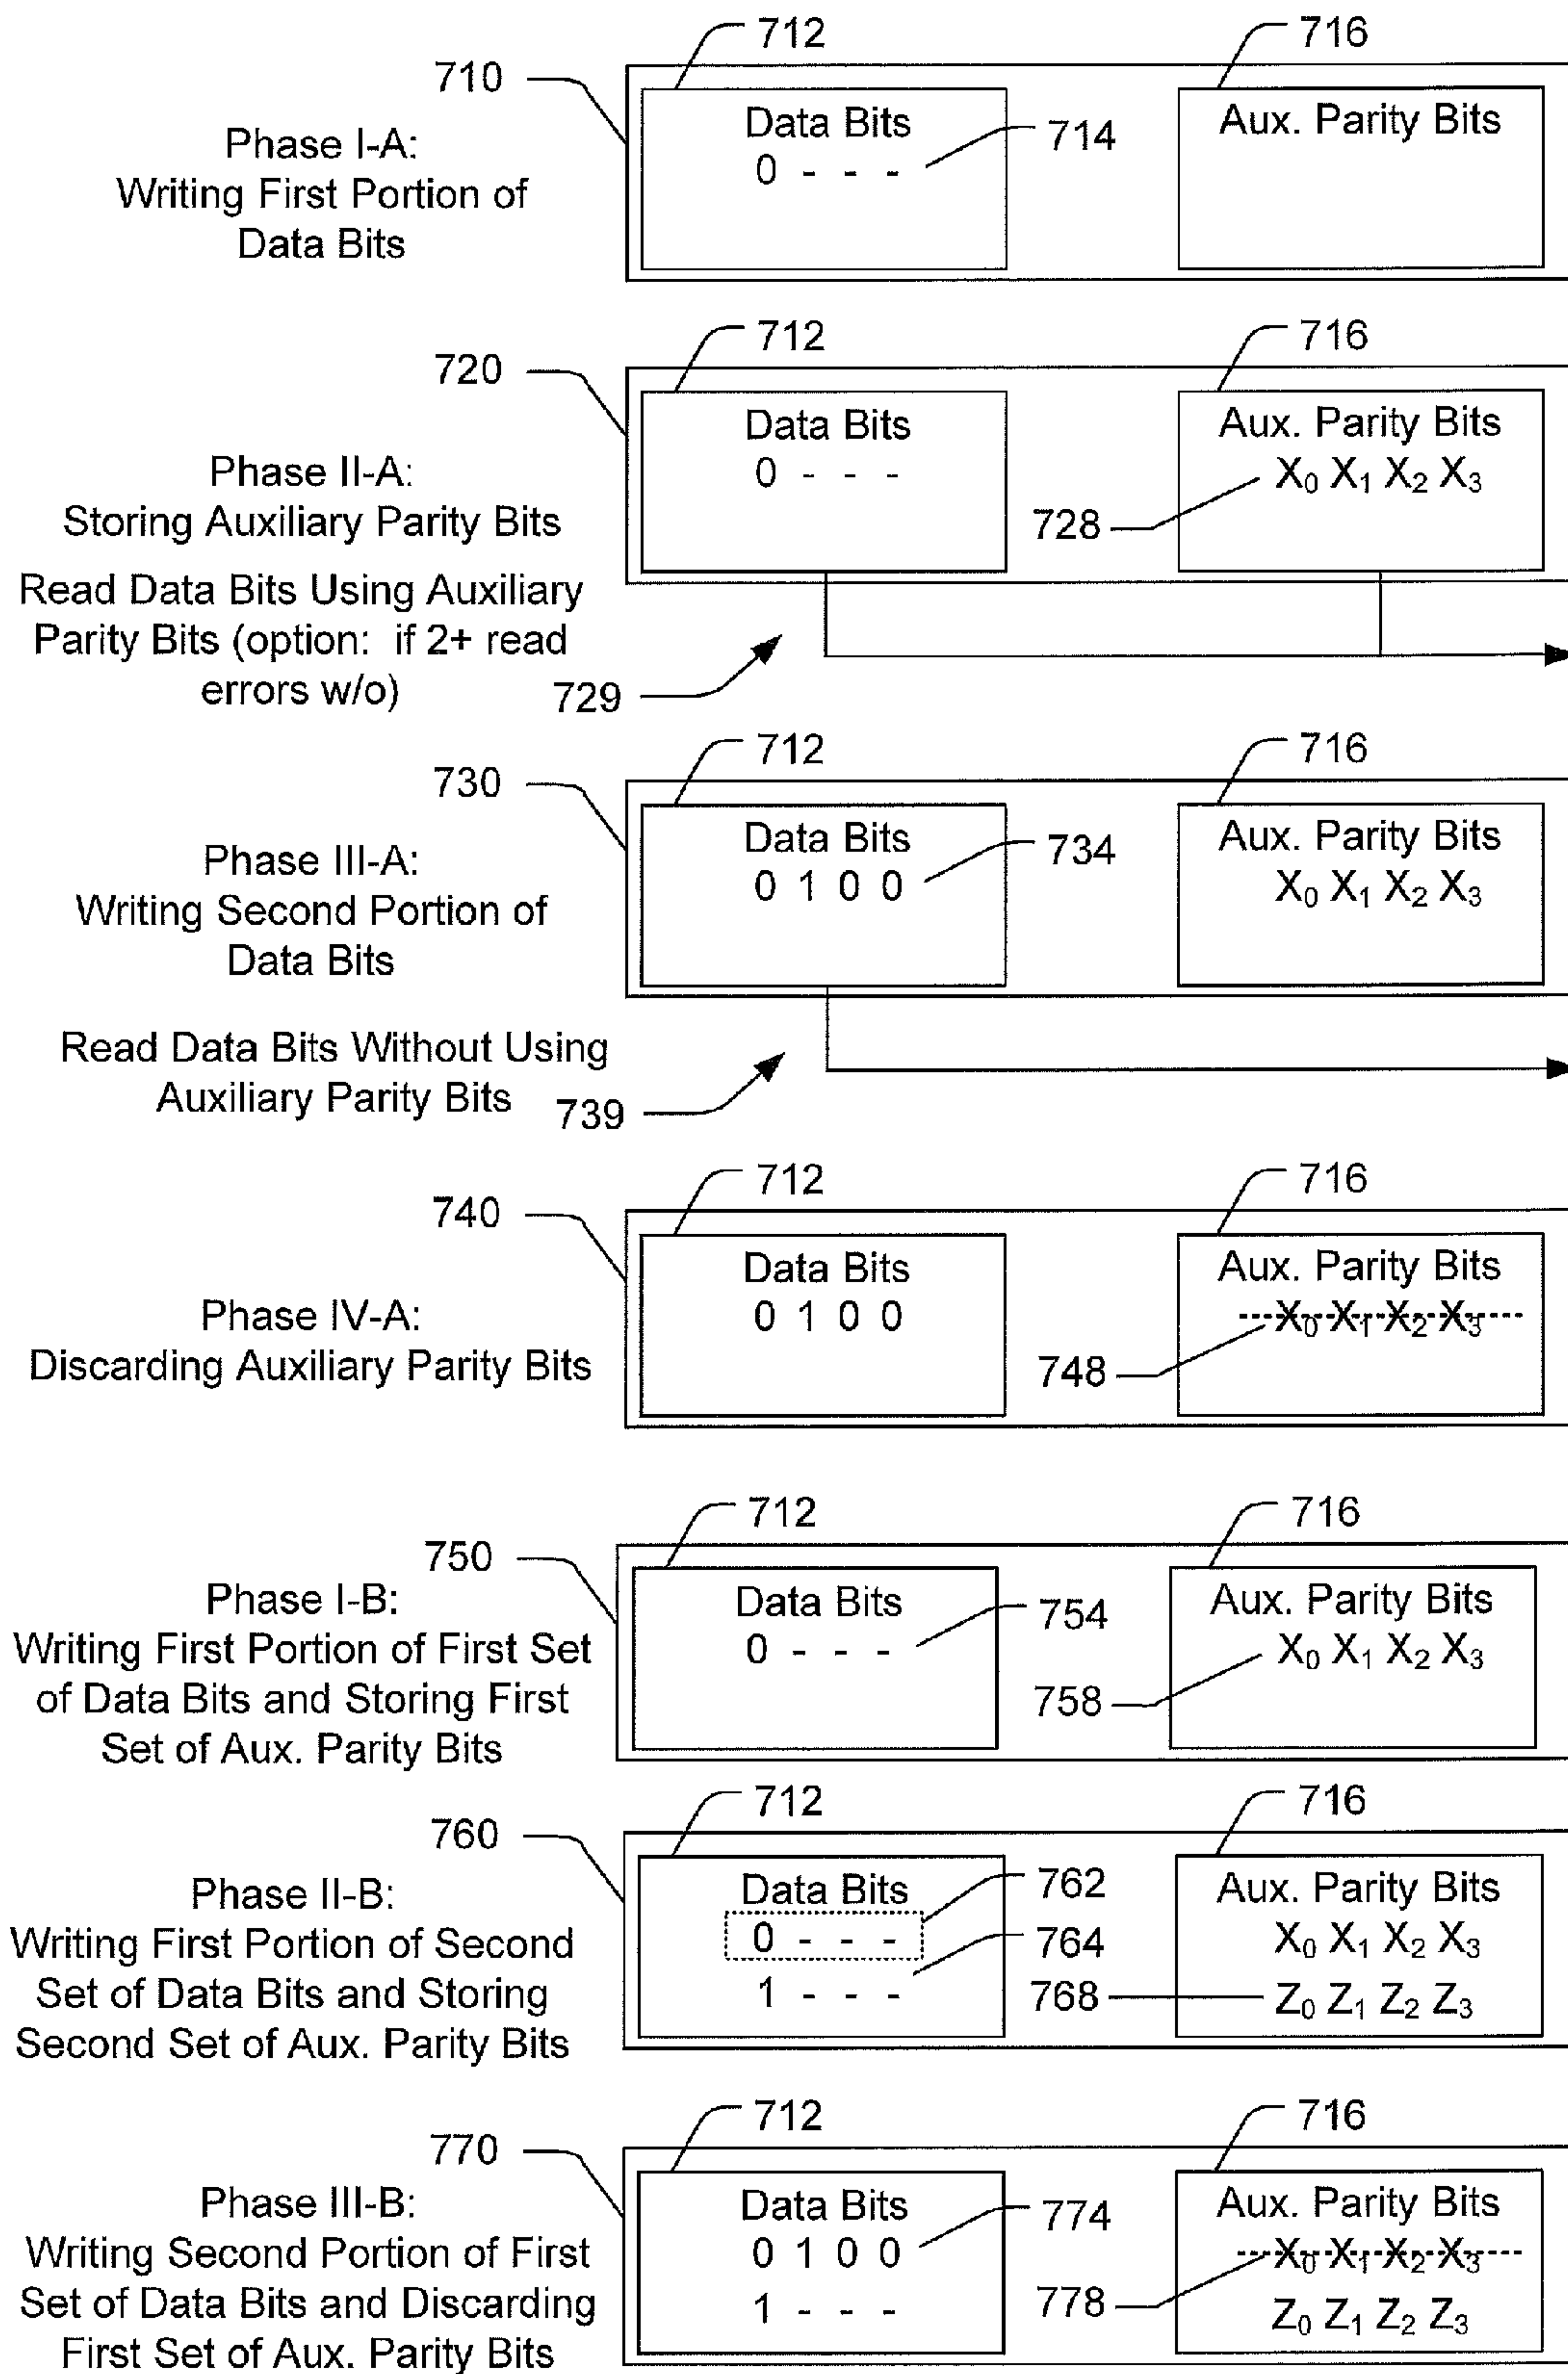 712
716
710
Phase I-A:
Writing First Portion of
Data Bits
Data Bits
0 - - -
714
Aux. Parity Bits
712
716
720
Phase II-A:
Storing Auxiliary Parity Bits
Data Bits
0 - - -
Aux. Parity Bits
X₀ X₁ X₂ X₃
728
Read Data Bits Using Auxiliary
Parity Bits (option: if 2+ read
errors w/o)
729
712
716
730
Phase III-A:
Writing Second Portion of
Data Bits
Data Bits
0 1 0 0
734
Aux. Parity Bits
X₀ X₁ X₂ X₃
Read Data Bits Without Using
Auxiliary Parity Bits
739
712
716
740
Phase IV-A:
Discarding Auxiliary Parity Bits
Data Bits
0 1 0 0
Aux. Parity Bits
X₀ X₁ X₂ X₃
748
712
716
750
Phase I-B:
Writing First Portion of First Set
of Data Bits and Storing First
Set of Aux. Parity Bits
Data Bits
0 - - -
754
Aux. Parity Bits
X₀ X₁ X₂ X₃
758
712
716
760
Phase II-B:
Writing First Portion of Second
Set of Data Bits and Storing
Second Set of Aux. Parity Bits
Data Bits
0 - - -
1 - - -
762
764
768
Aux. Parity Bits
X₀ X₁ X₂ X₃
Z₀ Z₁ Z₂ Z₃
712
716
770
Phase III-B:
Writing Second Portion of First
Set of Data Bits and Discarding
First Set of Aux. Parity Bits
Data Bits
0 1 0 0
1 - - -
774
778
Aux. Parity Bits
X₀ X₁ X₂ X₃
Z₀ Z₁ Z₂ Z₃